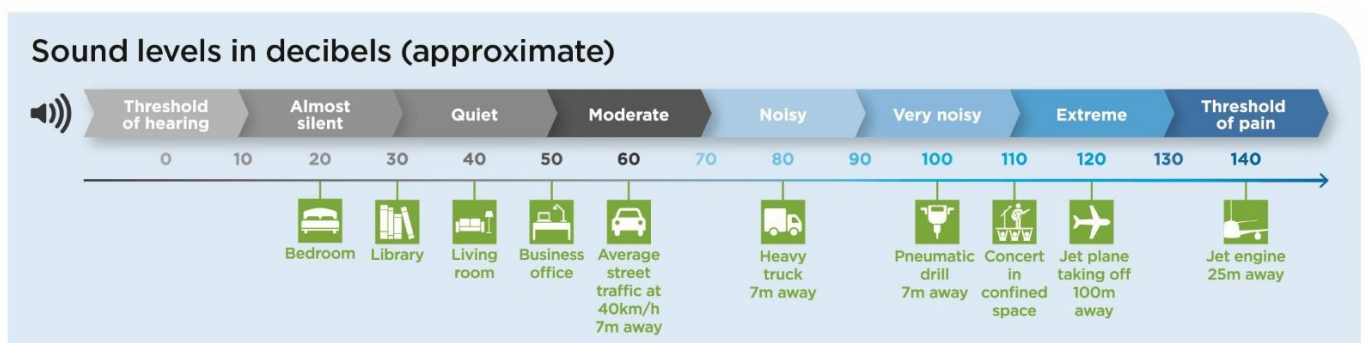 Sound levels in decibels (approximate)
Threshold of hearing
Almost silent
Quiet
Moderate
Noisy
Very noisy
Extreme
Threshold of pain
0 10 20 30 40 50 60 70 80 90 100 110 120 130 140
Bedroom
Library
Living
room
Business
office
Average
street
traffic at
40km/h
7m away
Heavy
truck
7m away
Pneumatic
drill
7m away
Concert
in
confined
space
Jet plane
taking off
100m
away
Jet engine
25m away